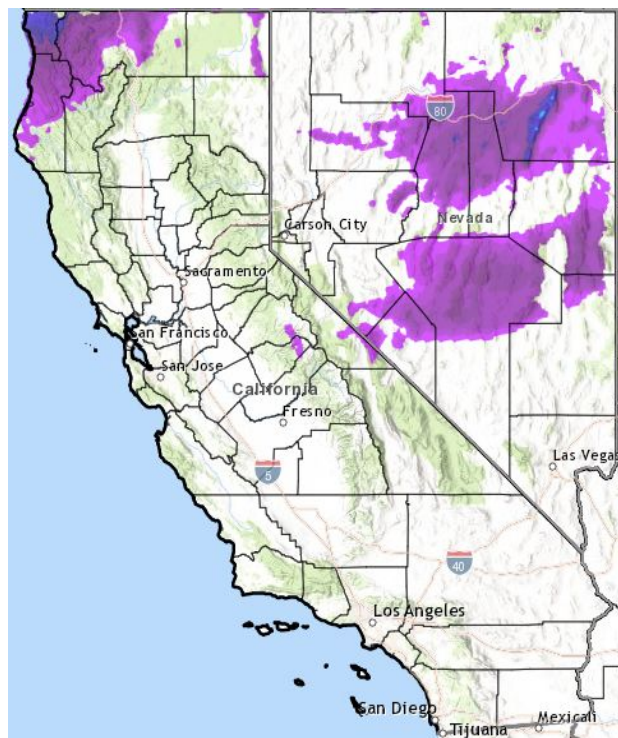 80
Nevada
Carson City
Sacramento
San Francisco
San Jose
California
Fresno
Las Vegas
5
40
Los Angeles
San Diego
Tijuana
Mexicali